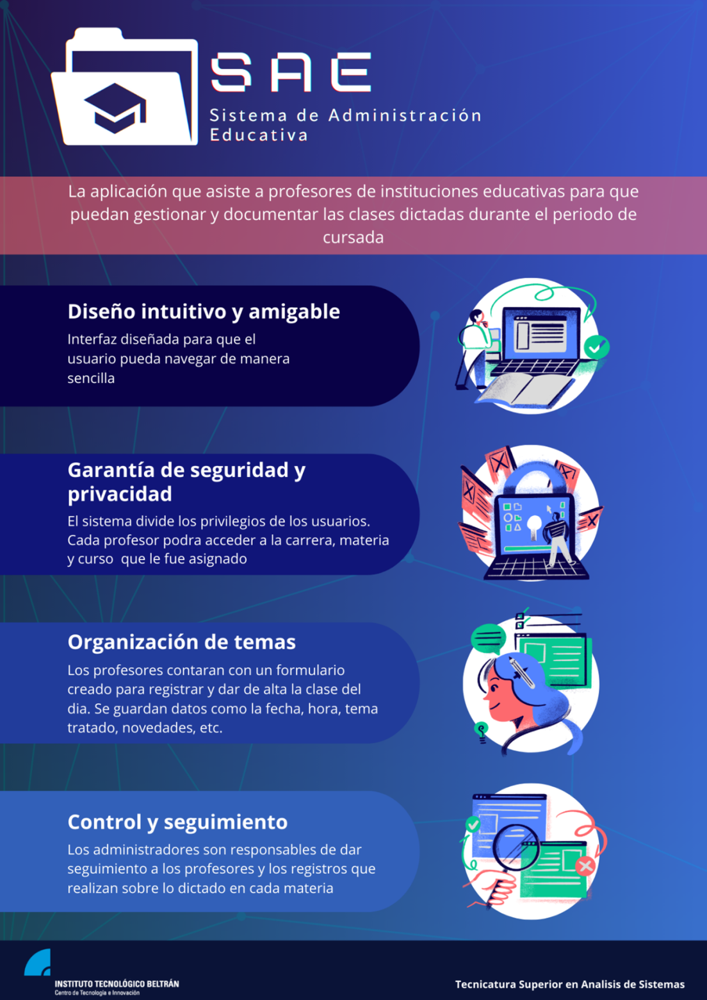 SAE
Sistema de Administración
Educativa
La aplicación que asiste a profesores de instituciones educativas para que
puedan gestionar y documentar las clases dictadas durante el periodo de
cursada
Diseño intuitivo y amigable
Interfaz diseñada para que el
usuario pueda navegar de manera
sencilla
Garantía de seguridad y
privacidad
El sistema divide los privilegios de los usuarios.
Cada profesor podra acceder a la carrera, materia
y curso  que le fue asignado
Organización de temas
Los profesores contaran con un formulario
creado para registrar y dar de alta la clase del
dia. Se guardan datos como la fecha, hora, tema
tratado, novedades, etc.
Control y seguimiento
Los administradores son responsables de dar
seguimiento a los profesores y los registros que
realizan sobre lo dictado en cada materia
INSTITUTO TECNOLÓGICO BELTRÁN
Centro de Tecnología e Innovación
Tecnicatura Superior en Analisis de Sistemas